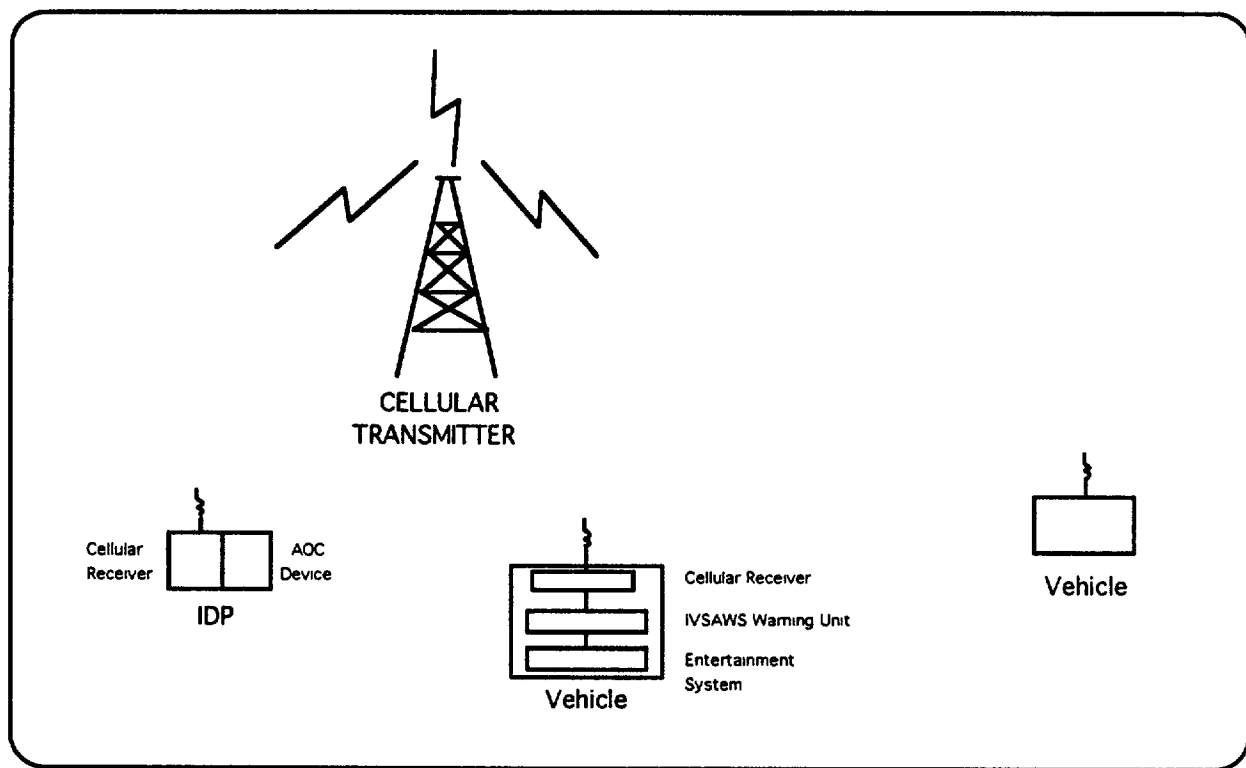 CELLULAR
TRANSMITTER
Cellular
Receiver
AOC
Device
IDP
Cellular Receiver
IVSAWS Warning Unit
Entertainment
System
Vehicle
Vehicle